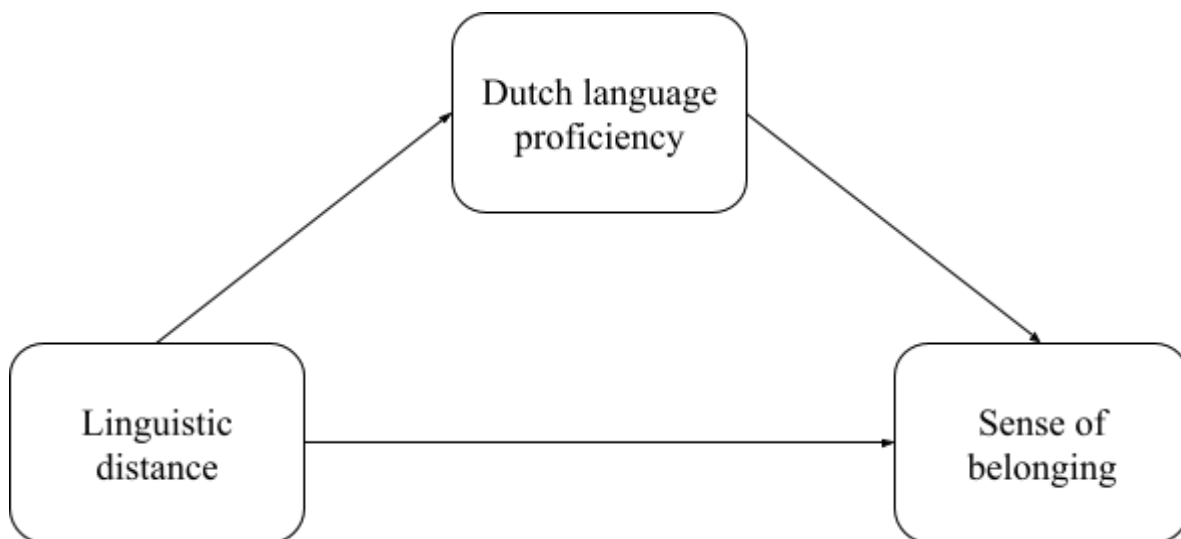 Dutch language
proficiency
Linguistic
distance
Sense of
belonging